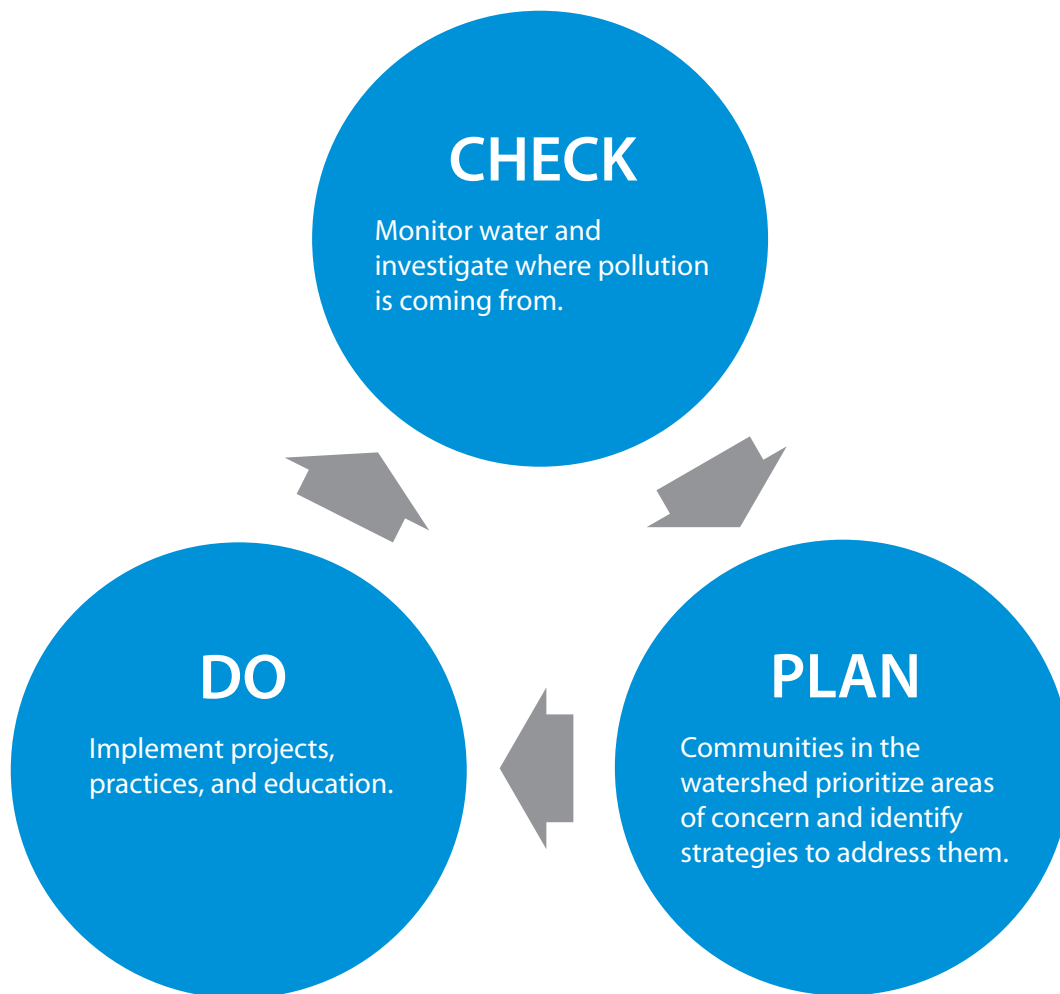 CHECK
Monitor water and
investigate where pollution
is coming from.
PLAN
Communities in the
watershed prioritize areas
of concern and identify
strategies to address them.
DO
Implement projects,
practices, and education.